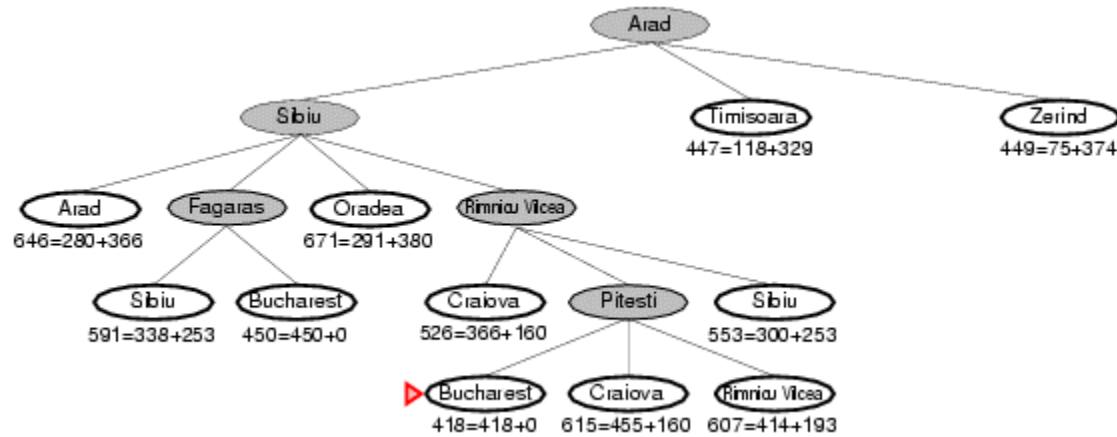 Arad
Sibiu
Timisoara
Zerind
447=118+329
449=75+374
Arad
Fagaras
Oradea
Rimnicu Vilcea
646=280+366
671=291+380
Sibiu
Bucharest
Craiova
Pitesti
Sibiu
591=338+253
450=450+0
526=366+160
553=300+253
Bucharest
Craiova
Rimnicu Vilcea
418=418+0
615=455+160
607=414+193